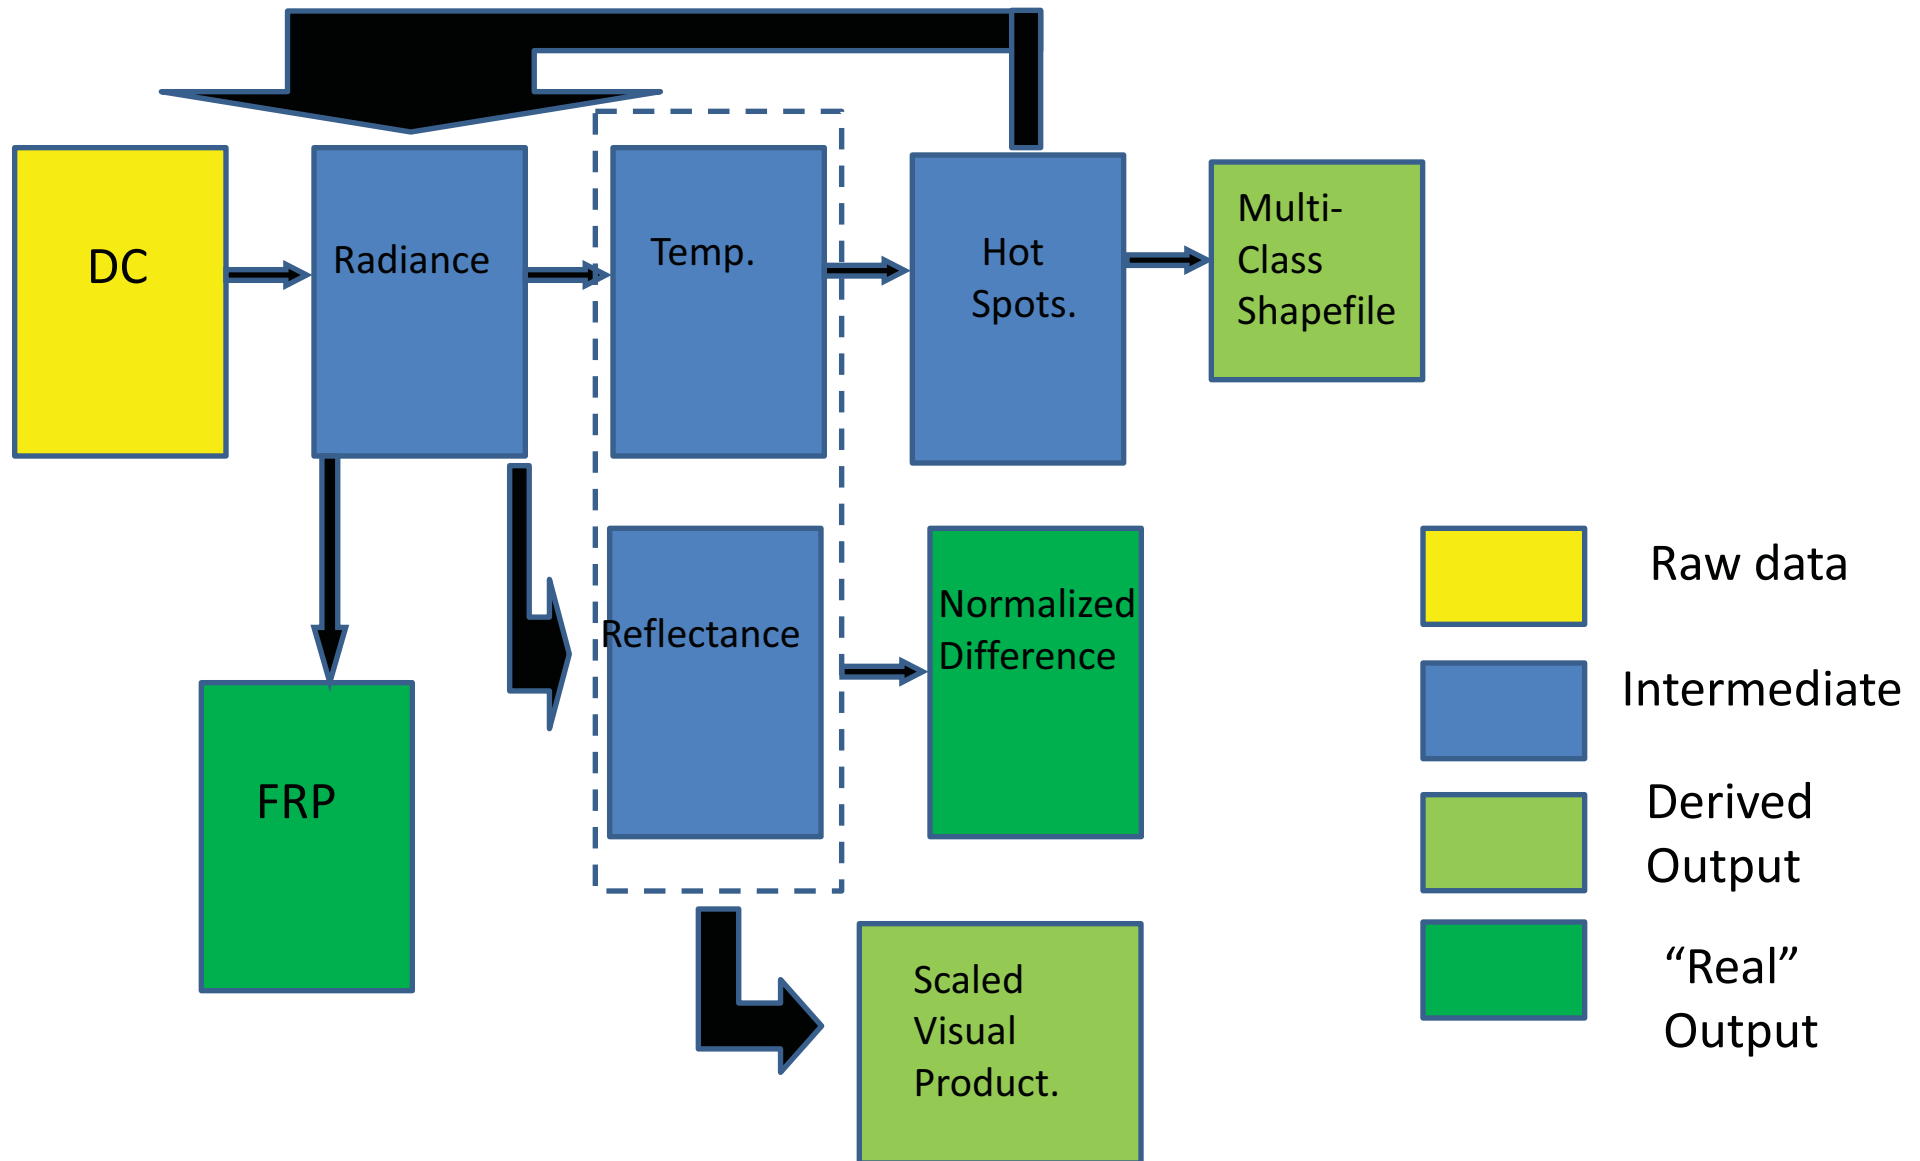 DC
Radiance
Temp.
Hot
Spots.
Multi-
Class
Shapefile
FRP
Reflectance
Normalized
Difference
Scaled
Visual
Product.
Raw data
Intermediate
Derived
Output
“Real”
Output